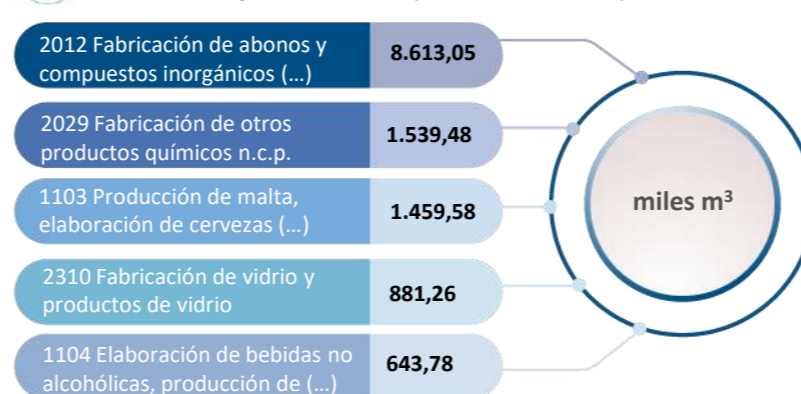 2012 Fabricación de abonos y
compuestos inorgánicos (...)
8.613,05
2029 Fabricación de otros
productos químicos n.c.p.
1.539,48
1103 Producción de malta,
elaboración de cervezas (...)
1.459,58
2310 Fabricación de vidrio y
productos de vidrio
881,26
1104 Elaboración de bebidas no
alcohólicas, producción de (...)
643,78
miles m³